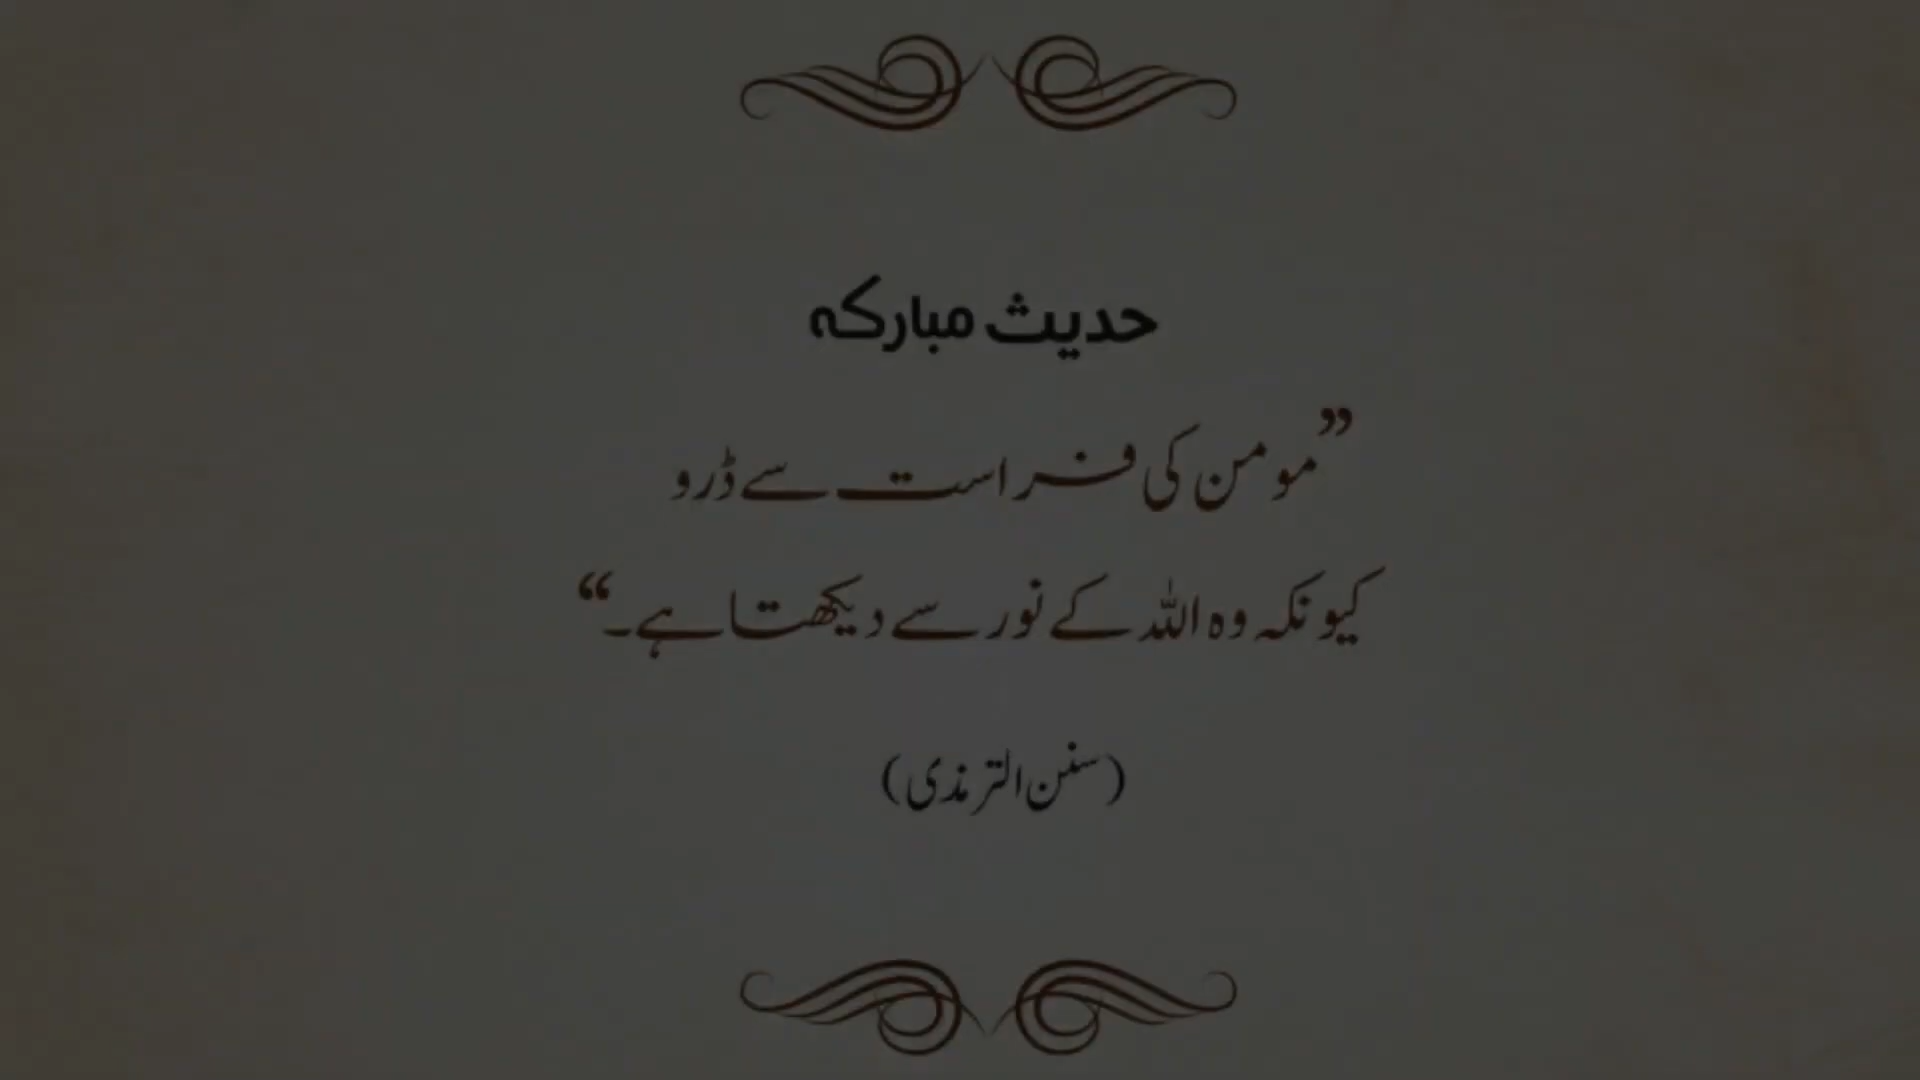 حدیث مبارکہ
”مومن کی فراست سے ڈرو
کیونکہ وہ اللہ کے نور سے دیکھتا ہے۔“
(سنن الترمذی)